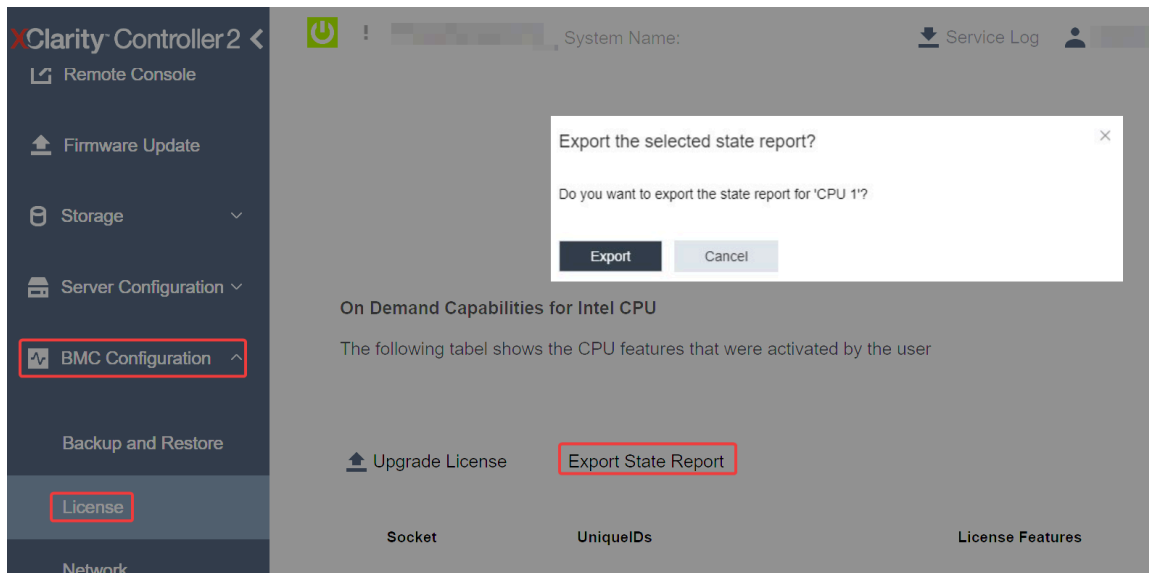 XClarity Controller 2
Remote Console
Firmware Update
Storage
Server Configuration
BMC Configuration
Backup and Restore
License
Network
! System Name:
Service Log
Export the selected state report?
Do you want to export the state report for 'CPU 1'?
Export Cancel
On Demand Capabilities for Intel CPU
The following tabel shows the CPU features that were activated by the user
Upgrade License Export State Report
Socket UniqueIDs License Features